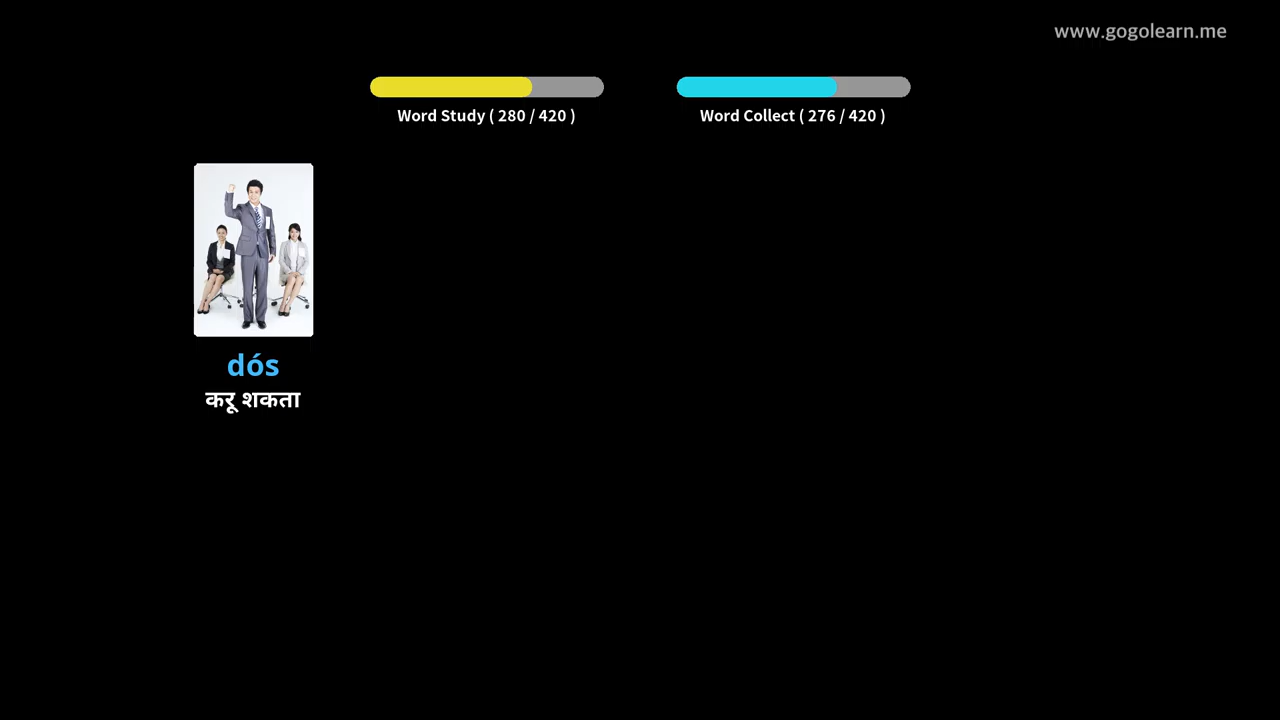 www.gogolearn.me
Word Study ( 280 / 420 )
Word Collect ( 276 / 420 )
dós
करू शकता